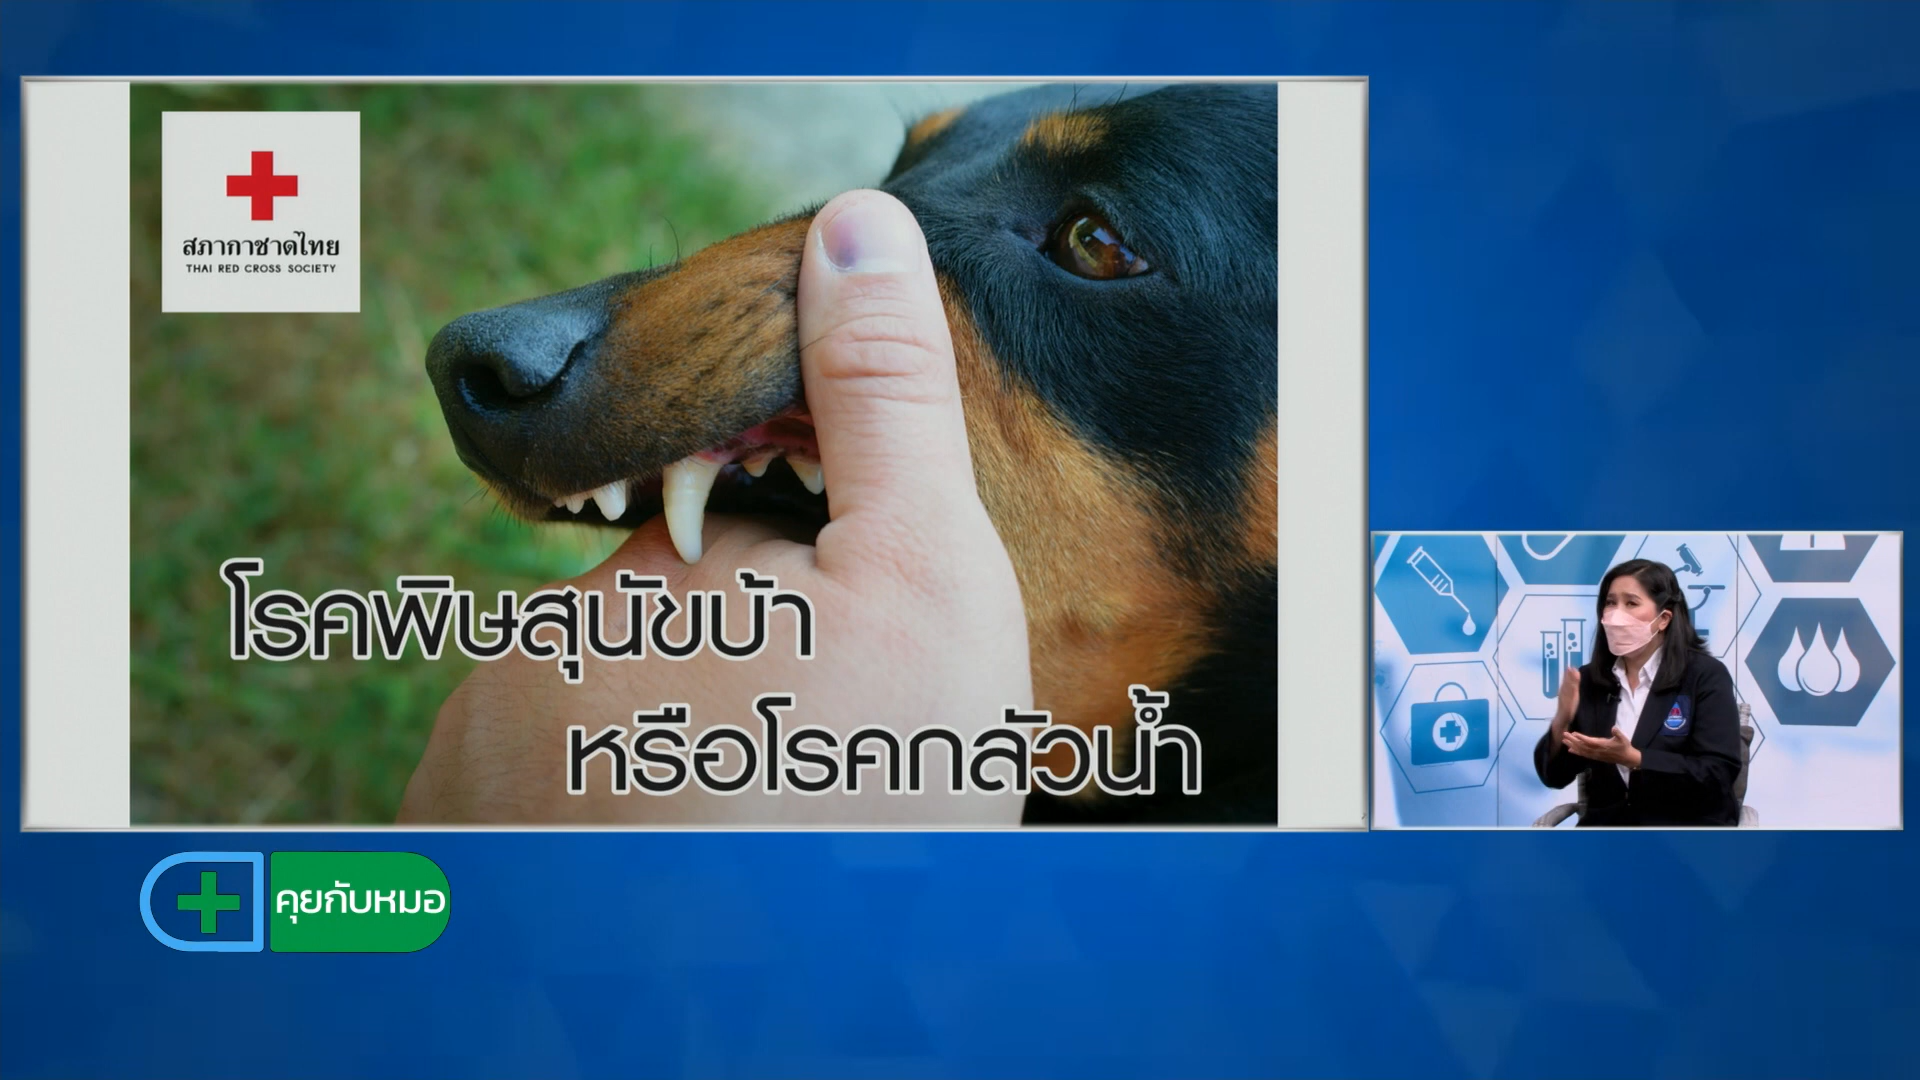 สภากาชาดไทย
THAI RED CROSS SOCIETY
โรคพิษสุนัขบ้า
หรือโรคกลัวน้ำ
คุยกับหมอ